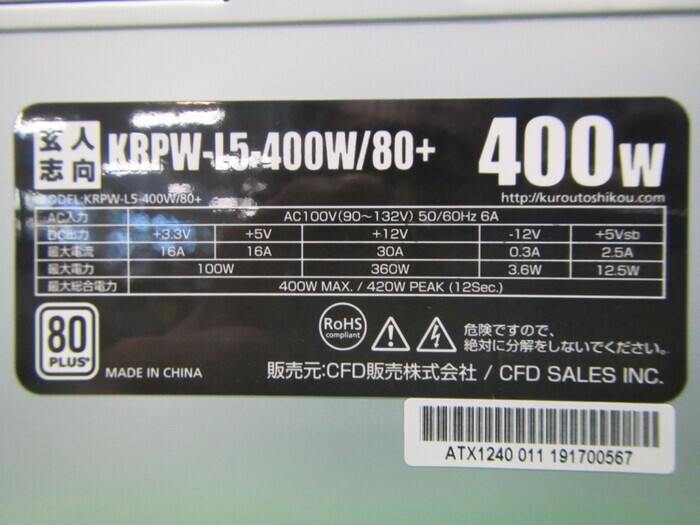 玄人
志向
KRPW-L5-400W/80+
400W
MODEL:KRPW-L5-400W/80+
http://kuroutoshikou.com/
AC入力 AC100V(90～132V) 50/60Hz 6A
DC出力 +3.3V +5V +12V -12V +5Vsb
最大電流 16A 16A 30A 0.3A 2.5A
最大電力 100W 360W 3.6W 12.5W
最大総合電力 400W MAX. / 420W PEAK (12Sec.)
80
PLUS
RoHS
compliant
危険ですので、
絶対に分解をしないでください。
MADE IN CHINA
販売元:CFD販売株式会社 / CFD SALES INC.
ATX1240 011 191700567